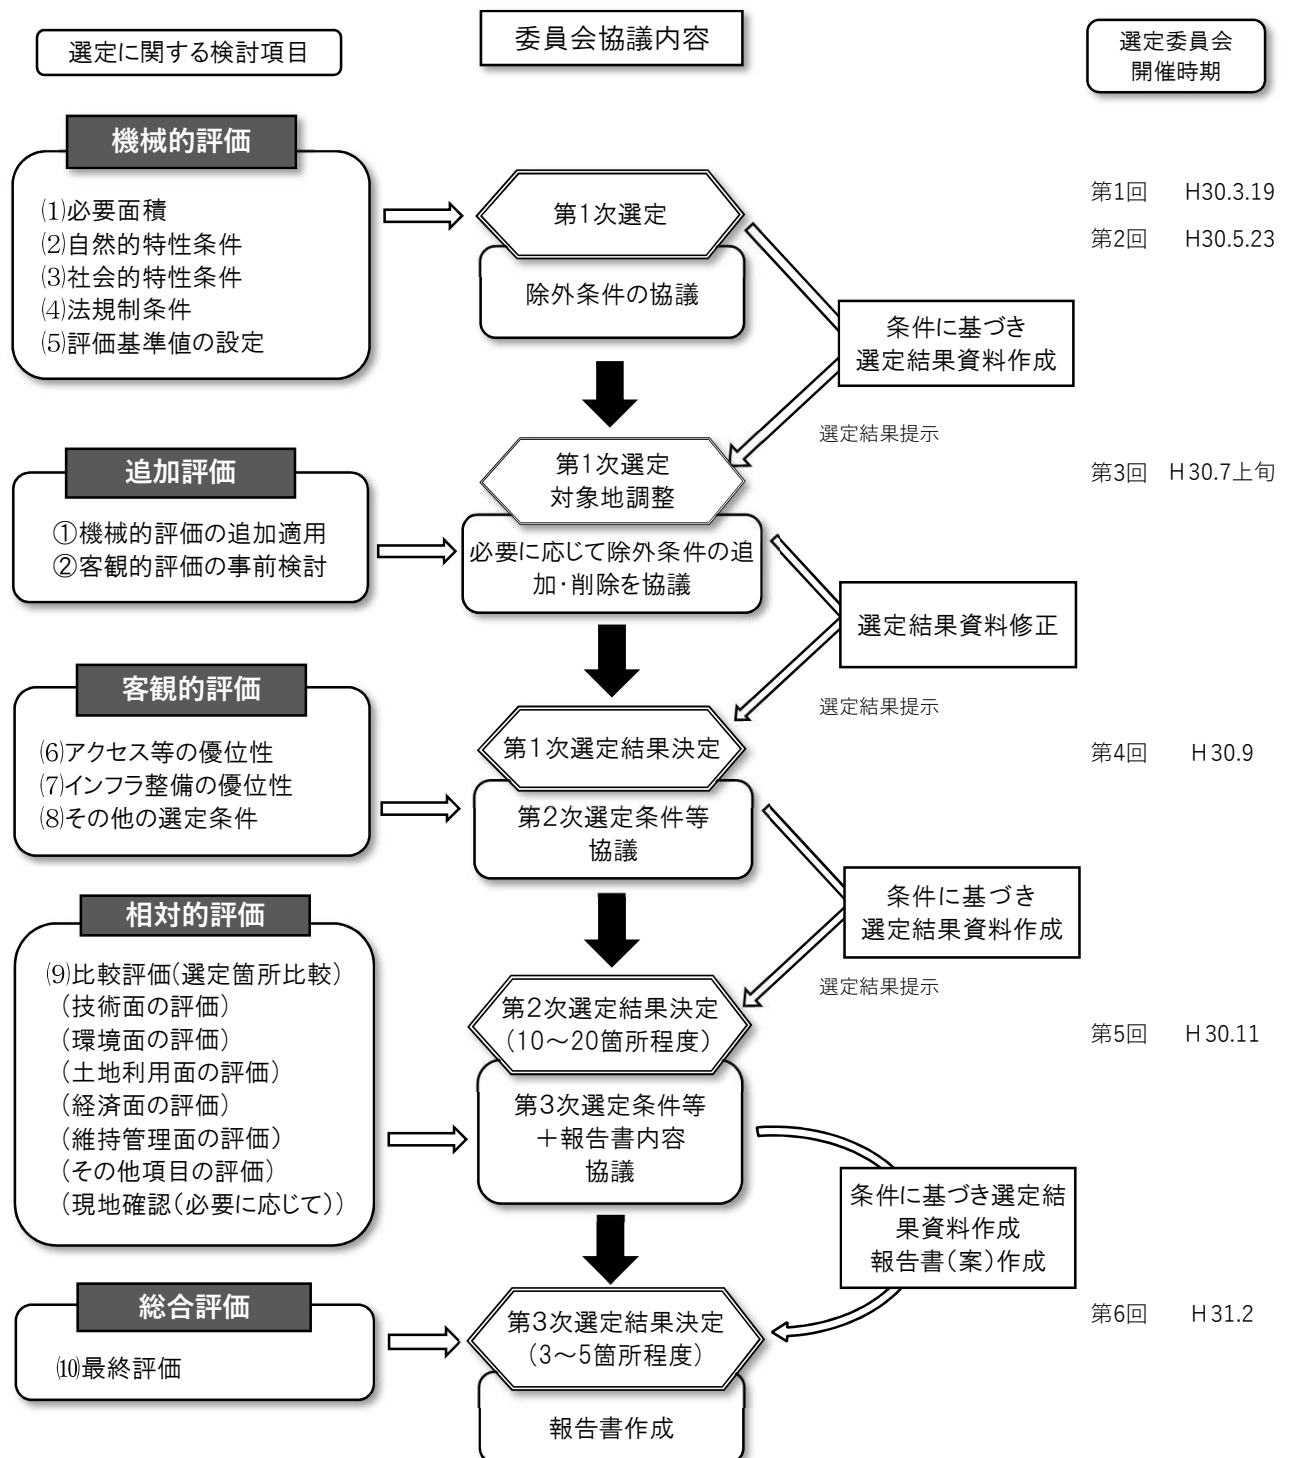 選定に関する検討項目
委員会協議内容
選定委員会
開催時期
機械的評価
⑴必要面積
⑵自然的特性条件
⑶社会的特性条件
⑷法規制条件
⑸評価基準値の設定
第1次選定
除外条件の協議
第1回 H30.3.19
第2回 H30.5.23
条件に基づき
選定結果資料作成
選定結果提示
追加評価
①機械的評価の追加適用
②客観的評価の事前検討
第1次選定
対象地調整
必要に応じて除外条件の追
加・削除を協議
第3回 H30.7上旬
選定結果資料修正
選定結果提示
客観的評価
⑹アクセス等の優位性
⑺インフラ整備の優位性
⑻その他の選定条件
第1次選定結果決定
第2次選定条件等
協議
第4回 H30.9
条件に基づき
選定結果資料作成
選定結果提示
相対的評価
⑼比較評価(選定箇所比較)
(技術面の評価)
(環境面の評価)
(土地利用面の評価)
(経済面の評価)
(維持管理面の評価)
(その他項目の評価)
(現地確認(必要に応じて))
第2次選定結果決定
(10～20箇所程度)
第3次選定条件等
＋報告書内容
協議
第5回 H30.11
条件に基づき選定結
果資料作成
報告書(案)作成
総合評価
⑽最終評価
第3次選定結果決定
(3～5箇所程度)
報告書作成
第6回 H31.2